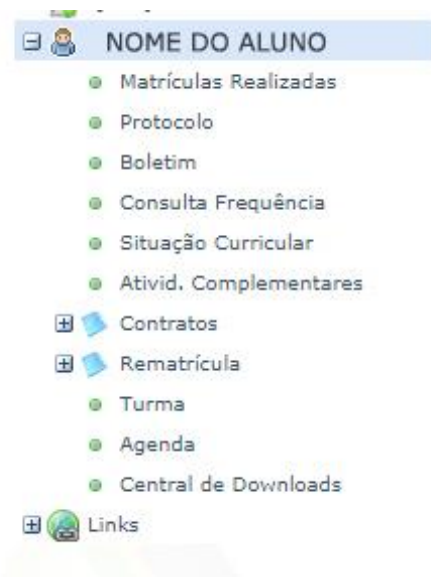 NOME DO ALUNO
Matrículas Realizadas
Protocolo
Boletim
Consulta Frequência
Situação Curricular
Ativid. Complementares
Contratos
Rematrícula
Turma
Agenda
Central de Downloads
Links